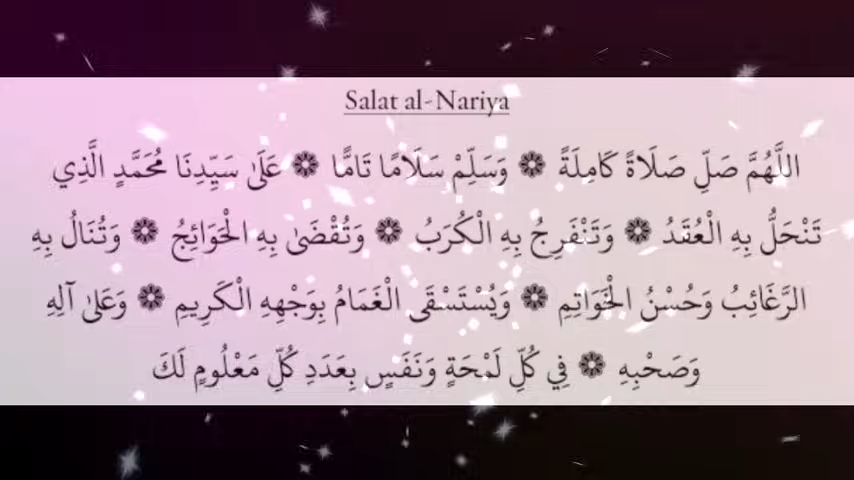 Salat al-Nariya
اللَّهُمَّ صَلِّ صَلَاةً كَامِلَةً ❁ وَسَلِّمْ سَلَامًا تَامًّا ❁ عَلَىٰ سَيِّدِنَا مُحَمَّدٍ الَّذِي
تَنْحَلُّ بِهِ الْعُقَدُ ❁ وَتَنْفَرِجُ بِهِ الْكُرَبُ ❁ وَتُقْضَىٰ بِهِ الْحَوَائِجُ ❁ وَتُنَالُ بِهِ
الرَّغَائِبُ وَحُسْنُ الْخَوَاتِمِ ❁ وَيُسْتَسْقَى الْغَمَامُ بِوَجْهِهِ الْكَرِيمِ ❁ وَعَلَىٰ آلِهِ
وَصَحْبِهِ ❁ فِي كُلِّ لَمْحَةٍ وَنَفَسٍ بِعَدَدِ كُلِّ مَعْلُومٍ لَكَ